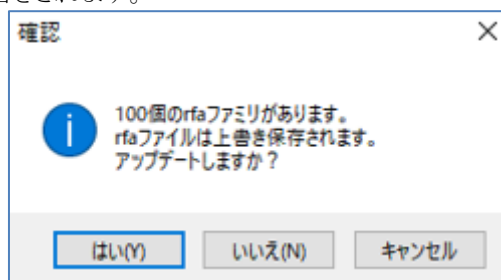 されます。
確認
100個のrfaファミリがあります。
rfaファイルは上書き保存されます。
アップデートしますか？
はい(Y)
いいえ(N)
キャンセル